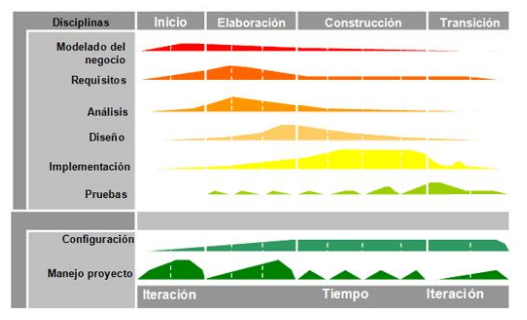 Disciplinas Inicio Elaboración Construcción Transición
Modelado del
negocio
Requisitos
Análisis
Diseño
Implementación
Pruebas
Configuración
Manejo proyecto
Iteración Tiempo Iteración